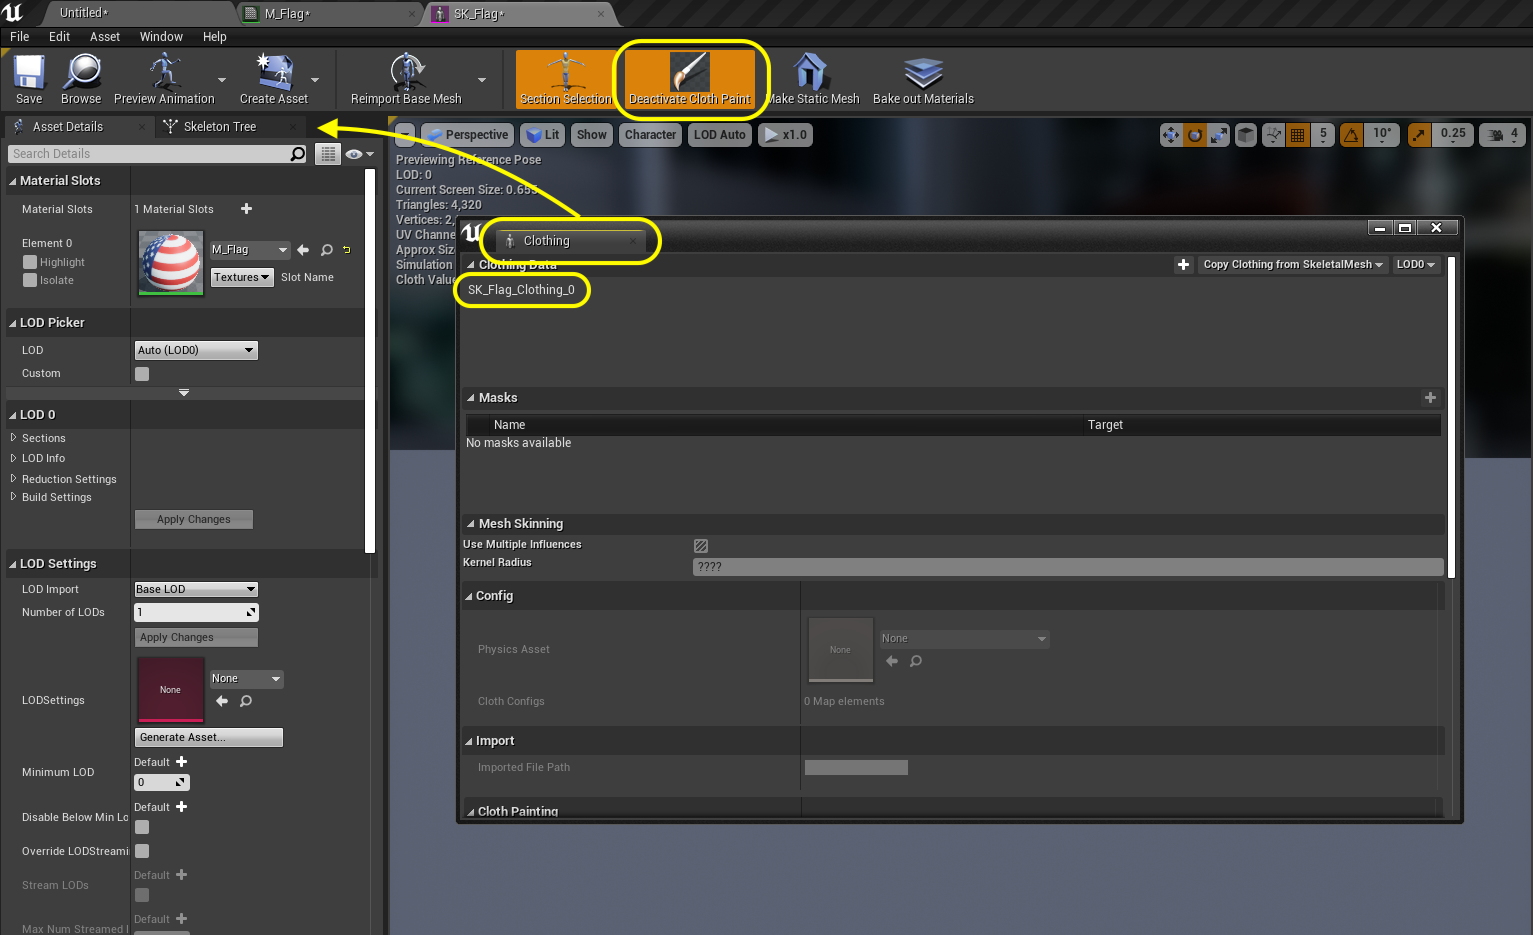 Untitled*
M_Flag*
SK_Flag*
File Edit Asset Window Help
Save
Browse
Preview Animation
Create Asset
Reimport Base Mesh
Section Selection
Deactivate Cloth Paint
Make Static Mesh
Bake out Materials
Asset Details
Skeleton Tree
Search Details
Material Slots
Material Slots
1 Material Slots
Element 0
Highlight
Isolate
M_Flag
Textures
Slot Name
LOD Picker
LOD
Auto (LOD0)
Custom
LOD 0
Sections
LOD Info
Reduction Settings
Build Settings
Apply Changes
LOD Settings
LOD Import
Base LOD
Number of LODs
1
Apply Changes
LODSettings
None
None
Generate Asset...
Minimum LOD
Default
0
Disable Below Min Lo
Default
Override LODStreami
Stream LODs
Default
Max Num Streamed
Default
Perspective
Lit
Show
Character
LOD Auto
x1.0
5
10°
0.25
4
Previewing Reference Pose
LOD: 0
Current Screen Size: 0.655
Triangles: 4,320
Vertices: 2,
UV Channe
Approx Siz
Simulation
Cloth Value
Clothing
Clothing Data
Copy Clothing from SkeletalMesh
LOD0
SK_Flag_Clothing_0
Masks
Name
Target
No masks available
Mesh Skinning
Use Multiple Influences
Kernel Radius
????
Config
Physics Asset
None
None
Cloth Configs
0 Map elements
Import
Imported File Path
Cloth Painting